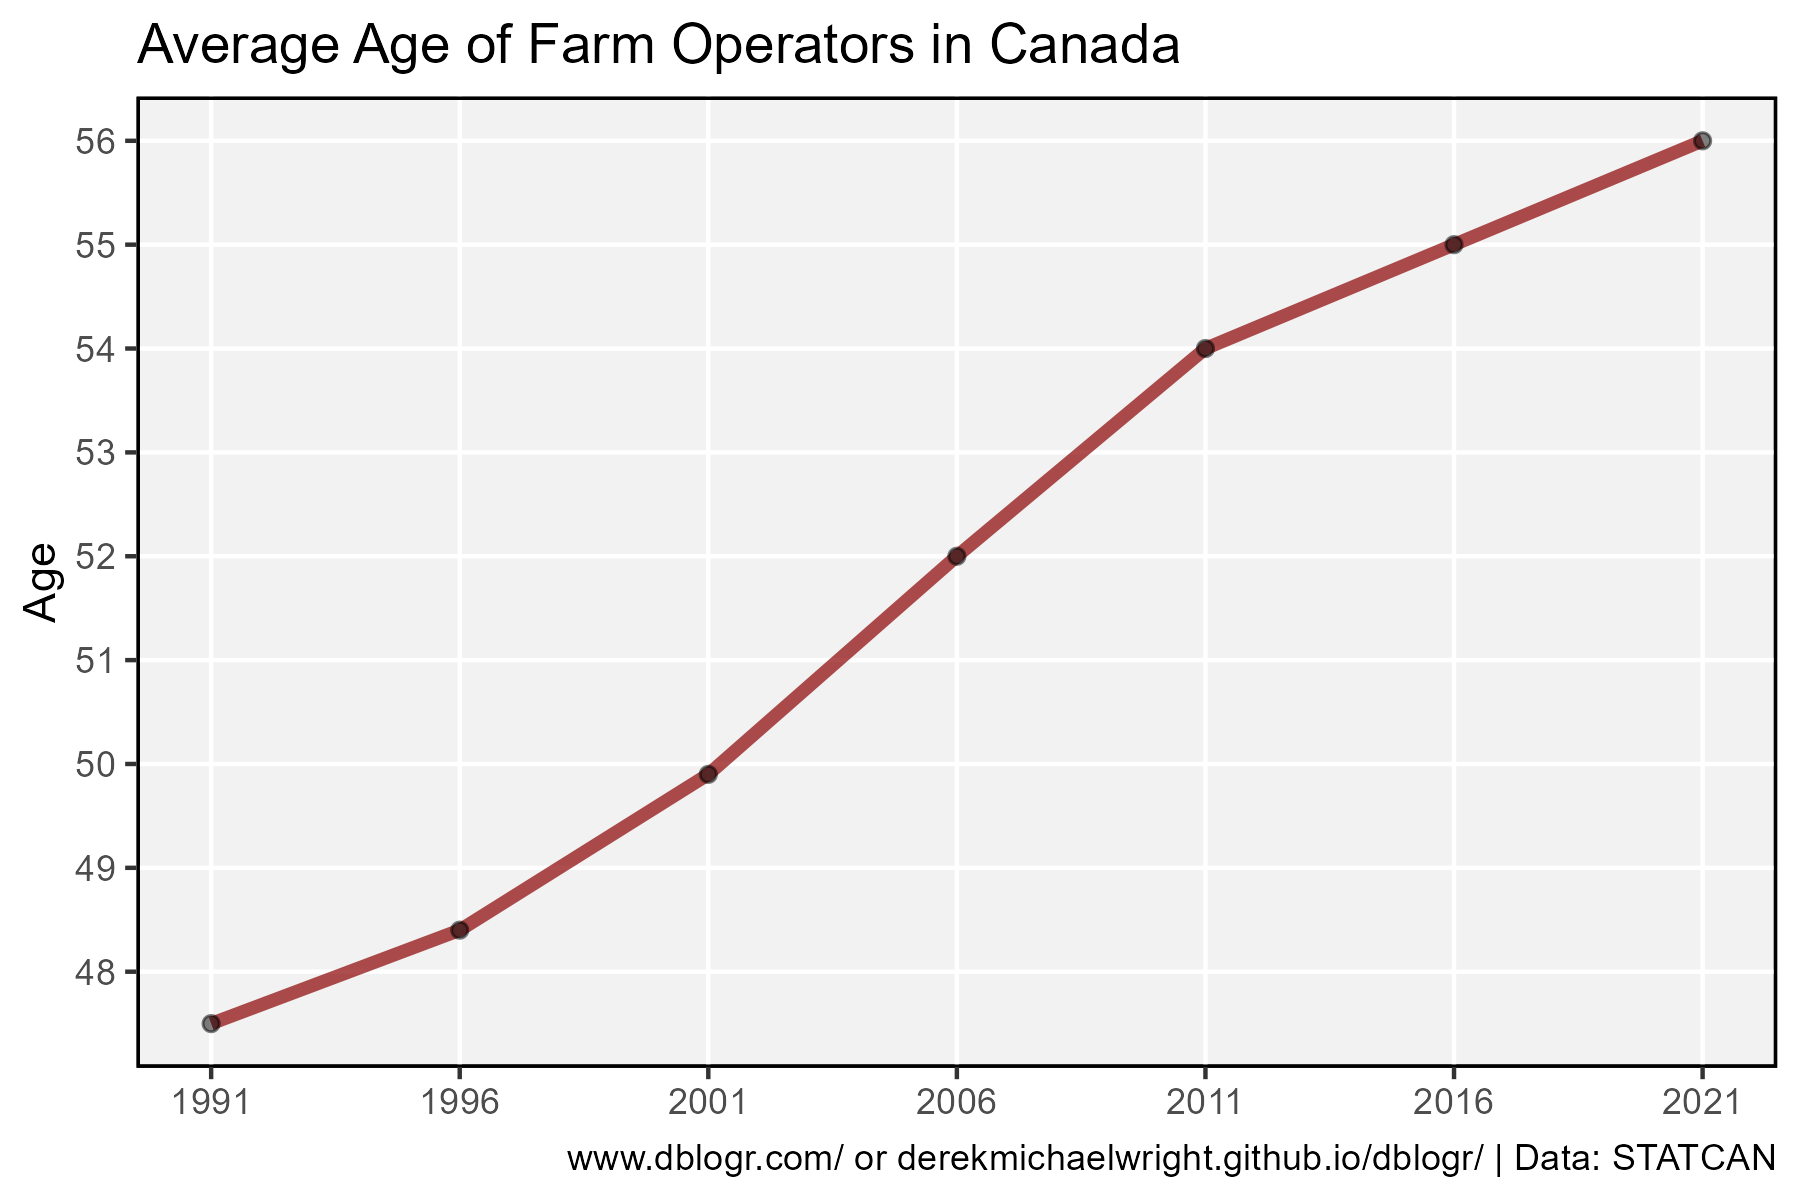 Average Age of Farm Operators in Canada
Age
56
55
54
53
52
51
50
49
48
1991 1996 2001 2006 2011 2016 2021
www.dblogr.com/ or derekmichaelwright.github.io/dblogr/ | Data: STATCAN